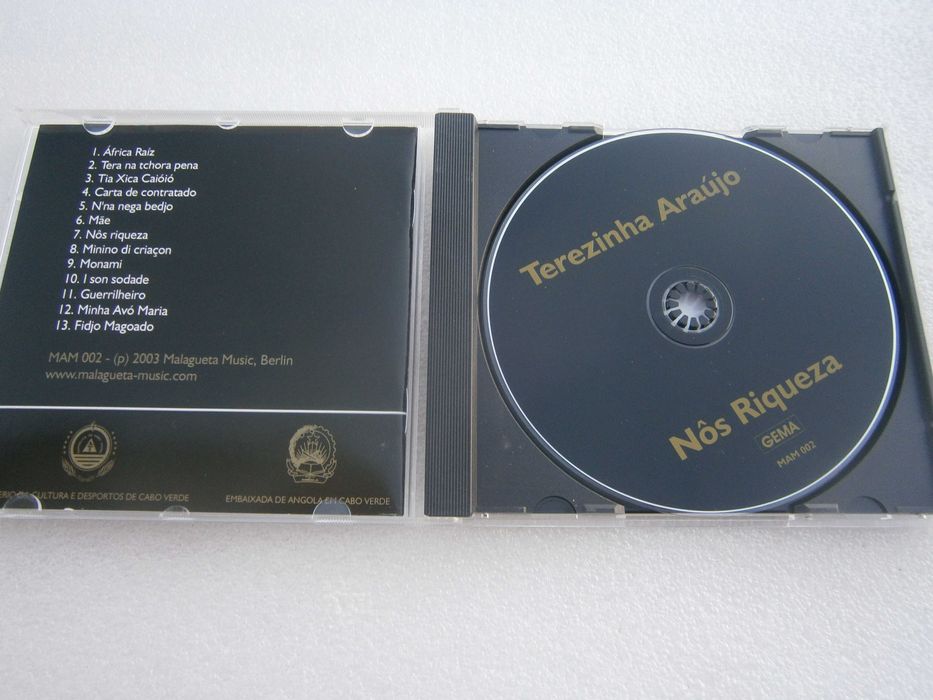 1. África Raíz
2. Tera na tchora pena
3. Tia Xica Caióió
4. Carta de contratado
5. N'na nega bedjo
6. Mãe
7. Nôs riqueza
8. Minino di criaçon
9. Monami
10. I son sodade
11. Guerrilheiro
12. Minha Avó Maria
13. Fidjo Magoado
MAM 002 - (p) 2003 Malagueta Music, Berlin
www.malagueta-music.com
CULTURA E DESPORTOS DE CABO VERDE
EMBAIXADA DE ANGOLA EM CABO VERDE
Terezinha Araújo
Nôs Riqueza
GEMA
MAM 002